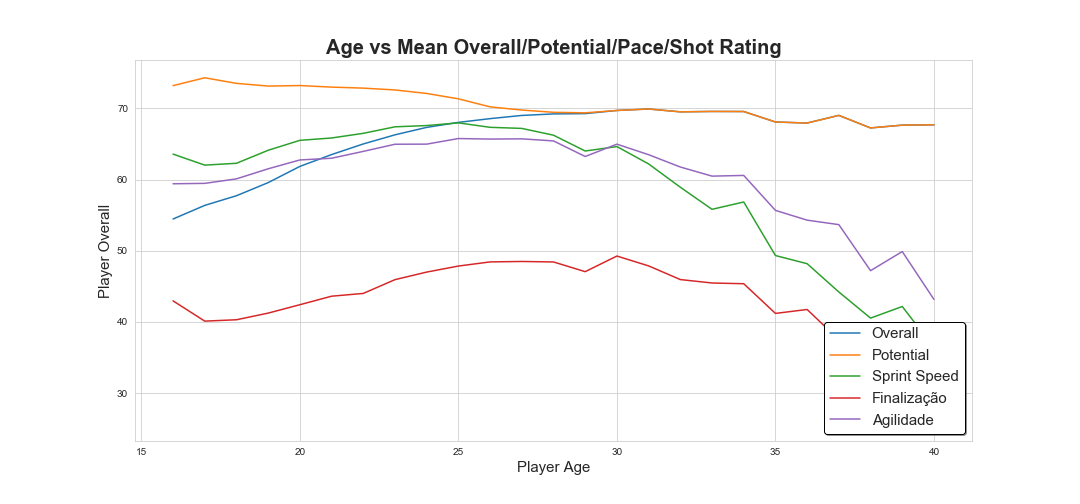 Age vs Mean Overall/Potential/Pace/Shot Rating
Player Overall
70
60
50
40
30
Overall
Potential
Sprint Speed
Finalização
Agilidade
15 20 25 30 35 40
Player Age